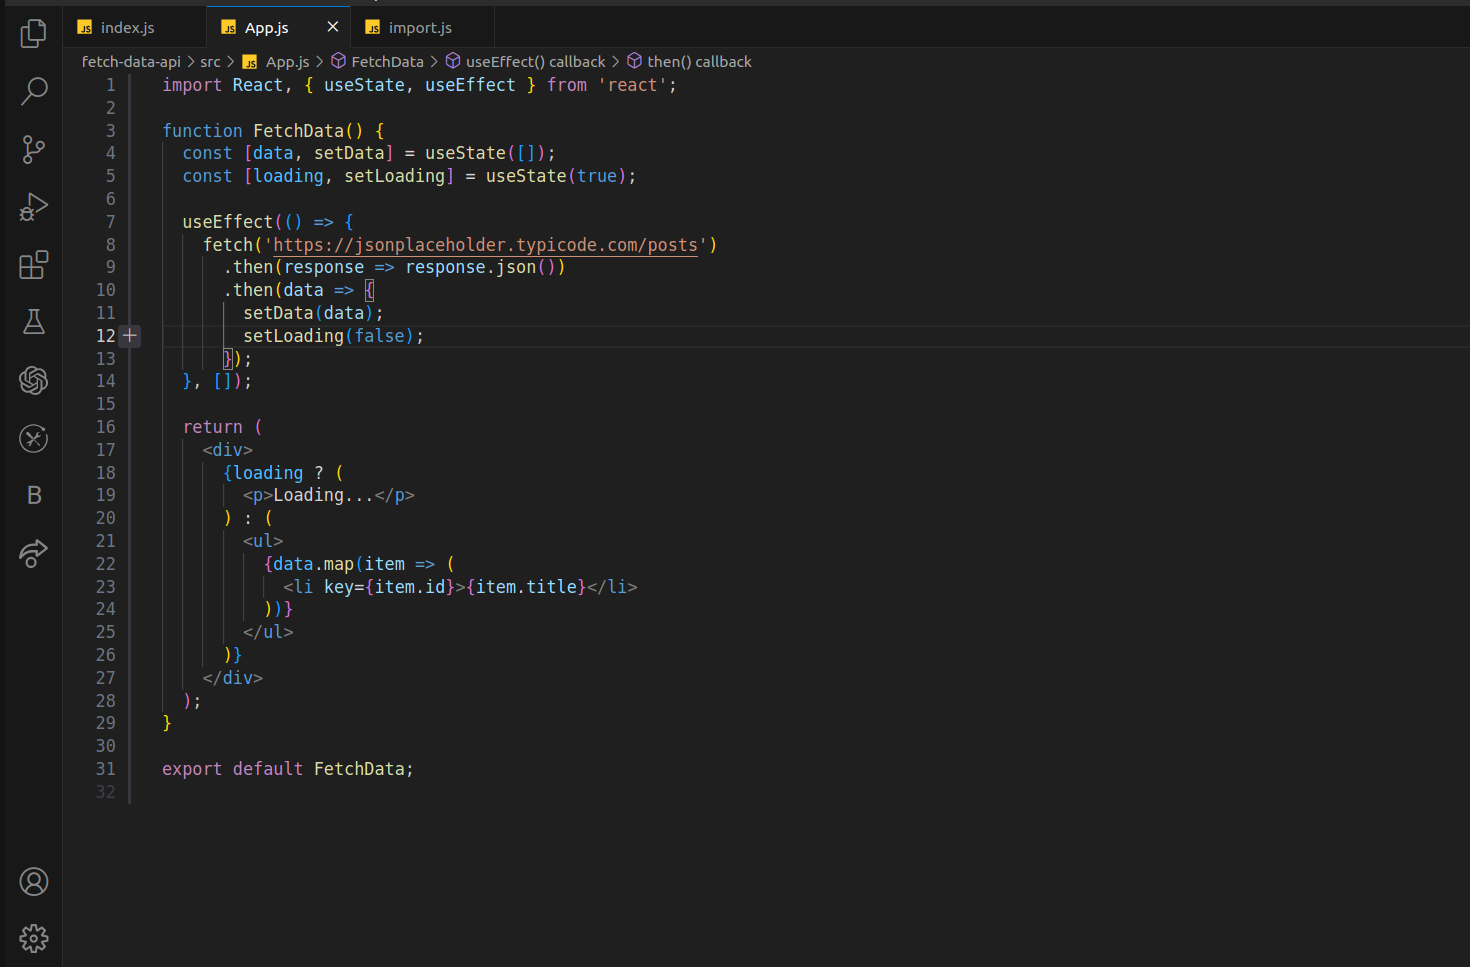 index.js App.js import.js
fetch-data-api > src > App.js > FetchData > useEffect() callback > then() callback
1 import React, { useState, useEffect } from 'react';
2
3 function FetchData() {
4   const [data, setData] = useState([]);
5   const [loading, setLoading] = useState(true);
6
7   useEffect(() => {
8     fetch('https://jsonplaceholder.typicode.com/posts')
9       .then(response => response.json())
10       .then(data => {
11         setData(data);
12         setLoading(false);
13       });
14   }, []);
15
16   return (
17     <div>
18       {loading ? (
19         <p>Loading...</p>
20       ) : (
21         <ul>
22           {data.map(item => (
23             <li key={item.id}>{item.title}</li>
24           ))}
25         </ul>
26       )}
27     </div>
28   );
29 }
30
31 export default FetchData;
32
B